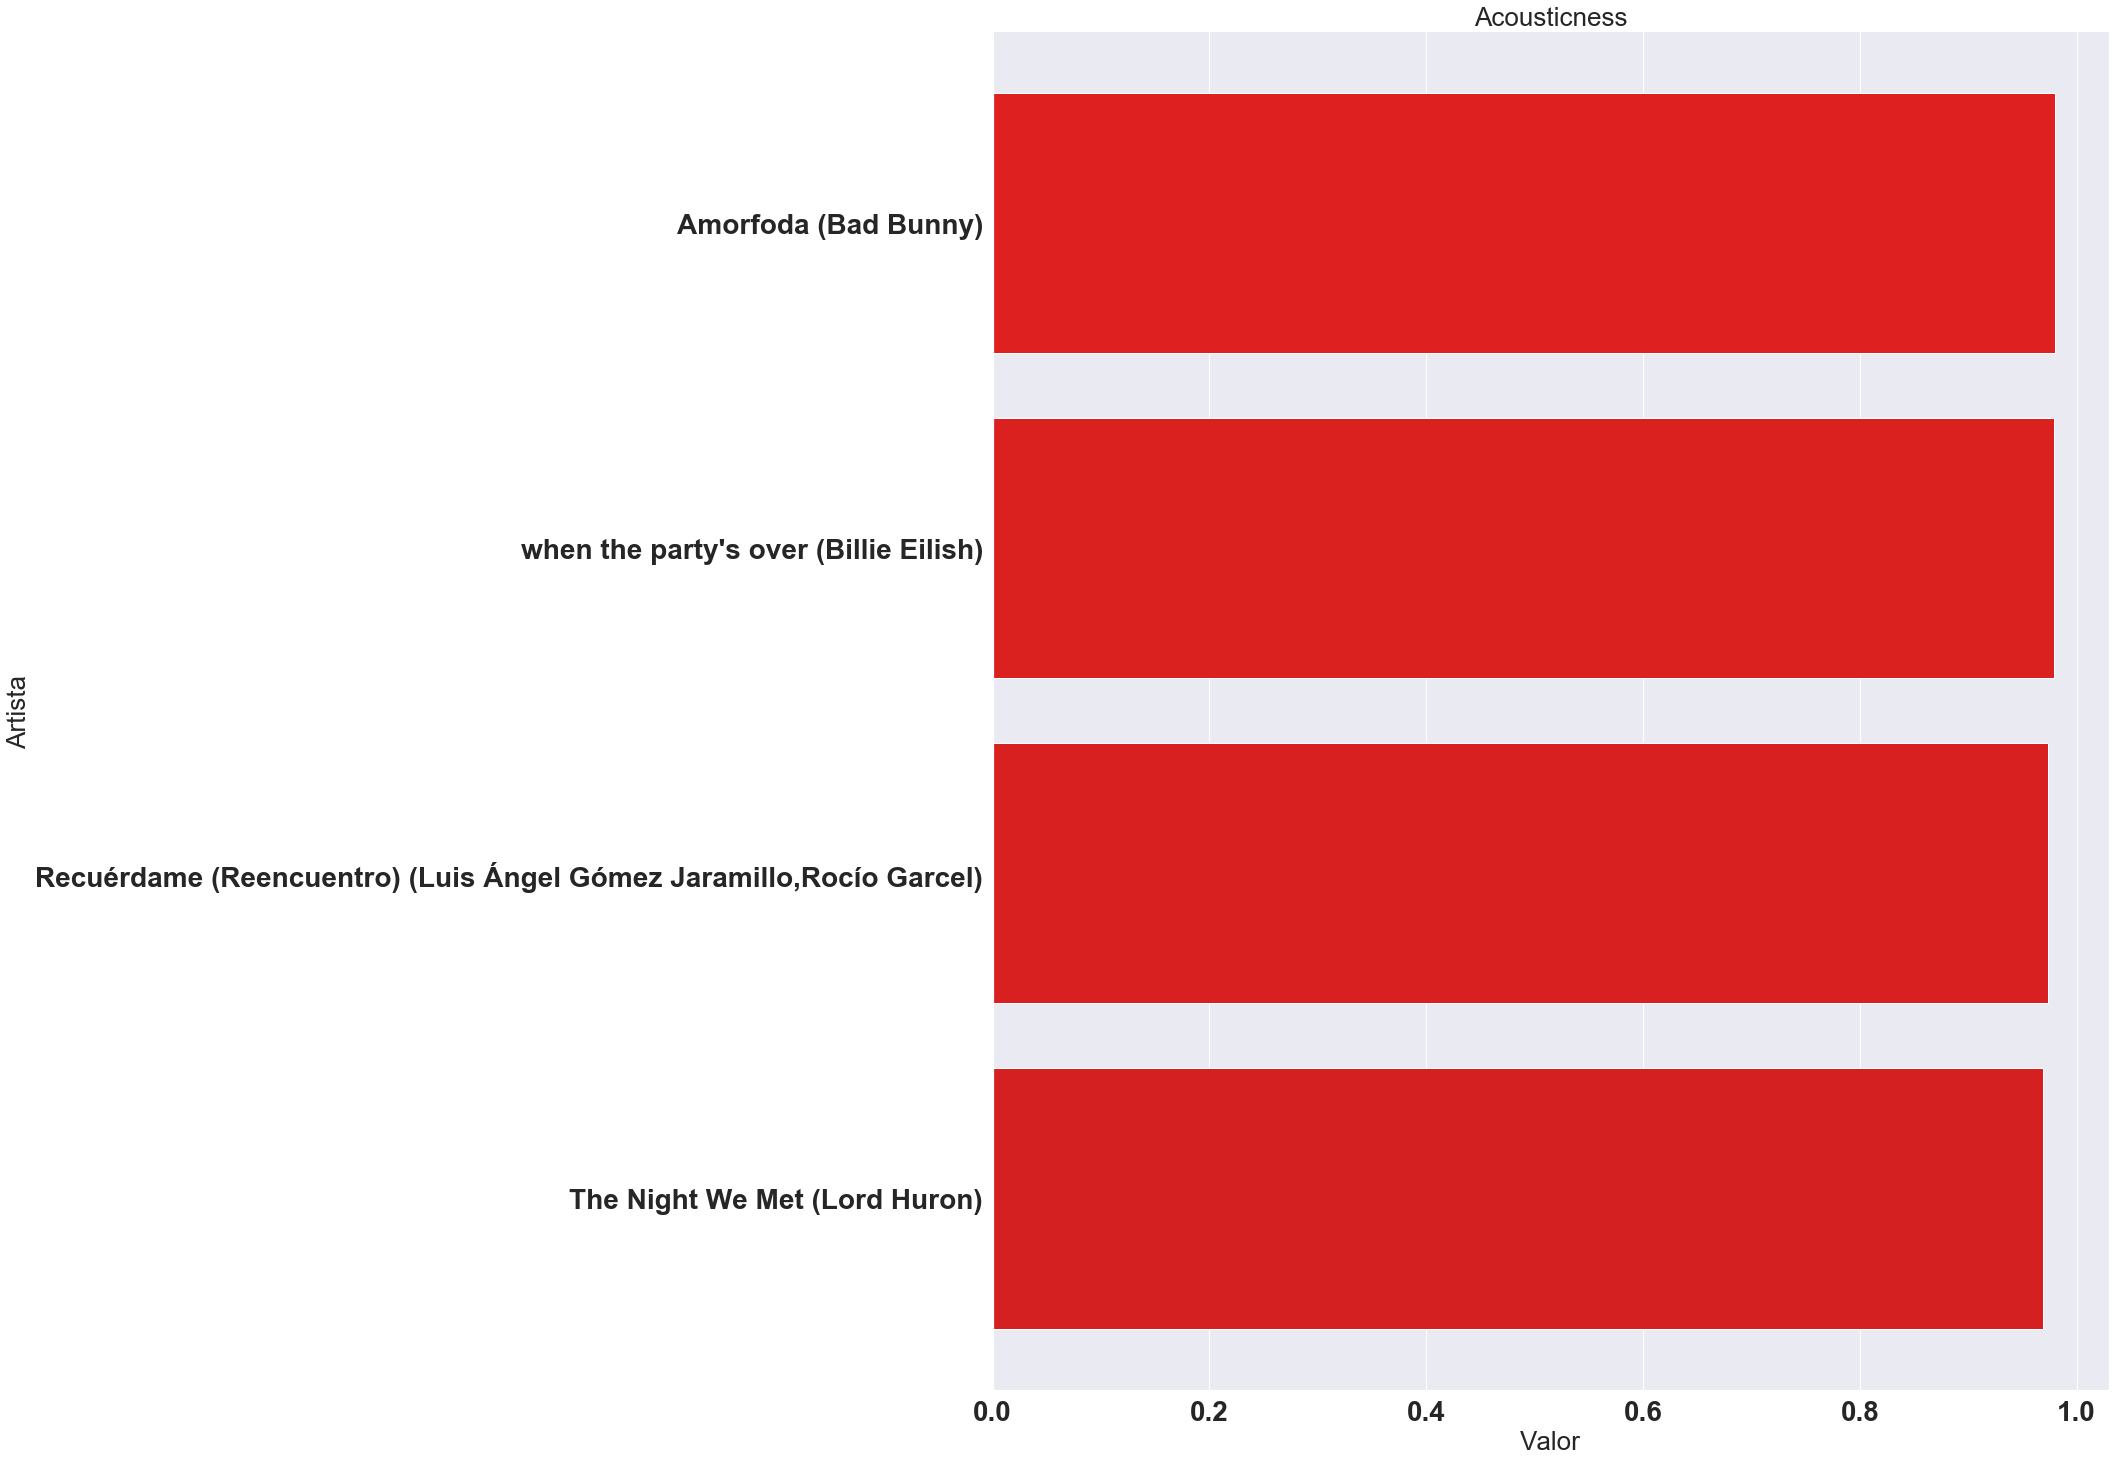 Acousticness
Amorfoda (Bad Bunny)
when the party's over (Billie Eilish)
Artista
Recuérdame (Reencuentro) (Luis Ángel Gómez Jaramillo,Rocío Garcel)
The Night We Met (Lord Huron)
0.0 0.2 0.4 0.6 0.8 1.0
Valor